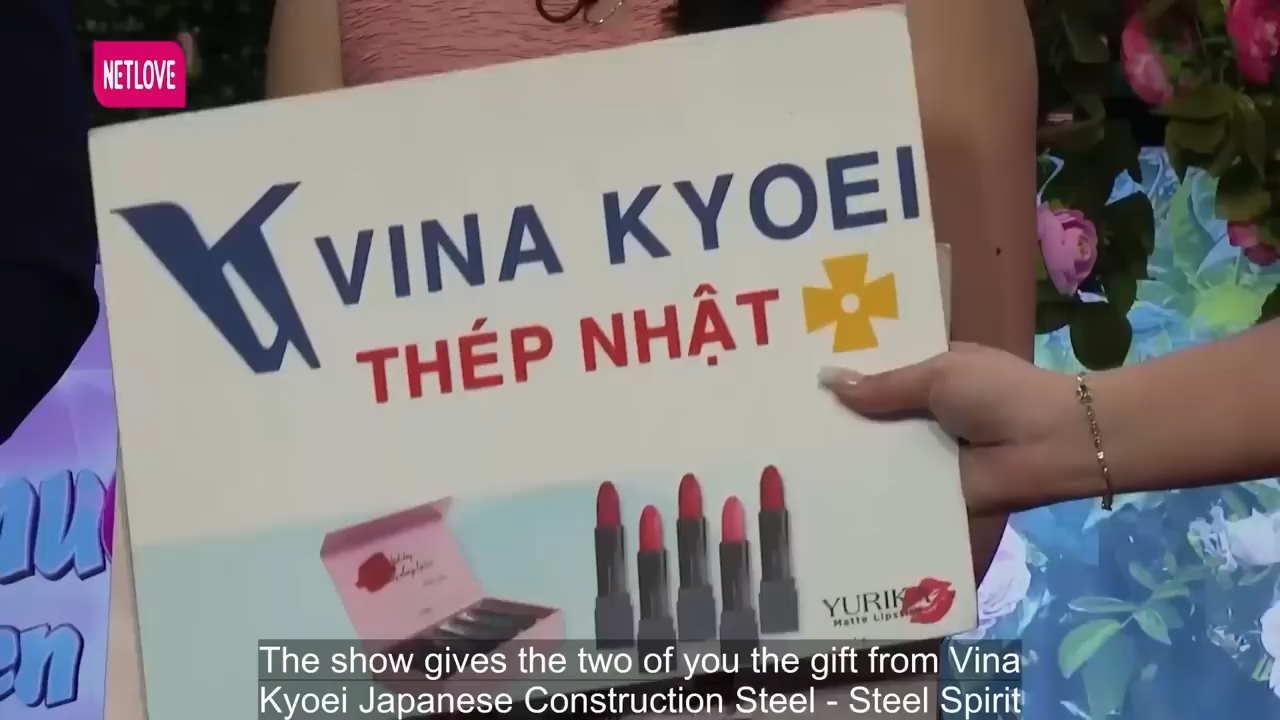 NETLOVE
VINA KYOEI
THÉP NHẬT
YURIKA
Matte Lipstick
The show gives the two of you the gift from Vina
Kyoei Japanese Construction Steel - Steel Spirit